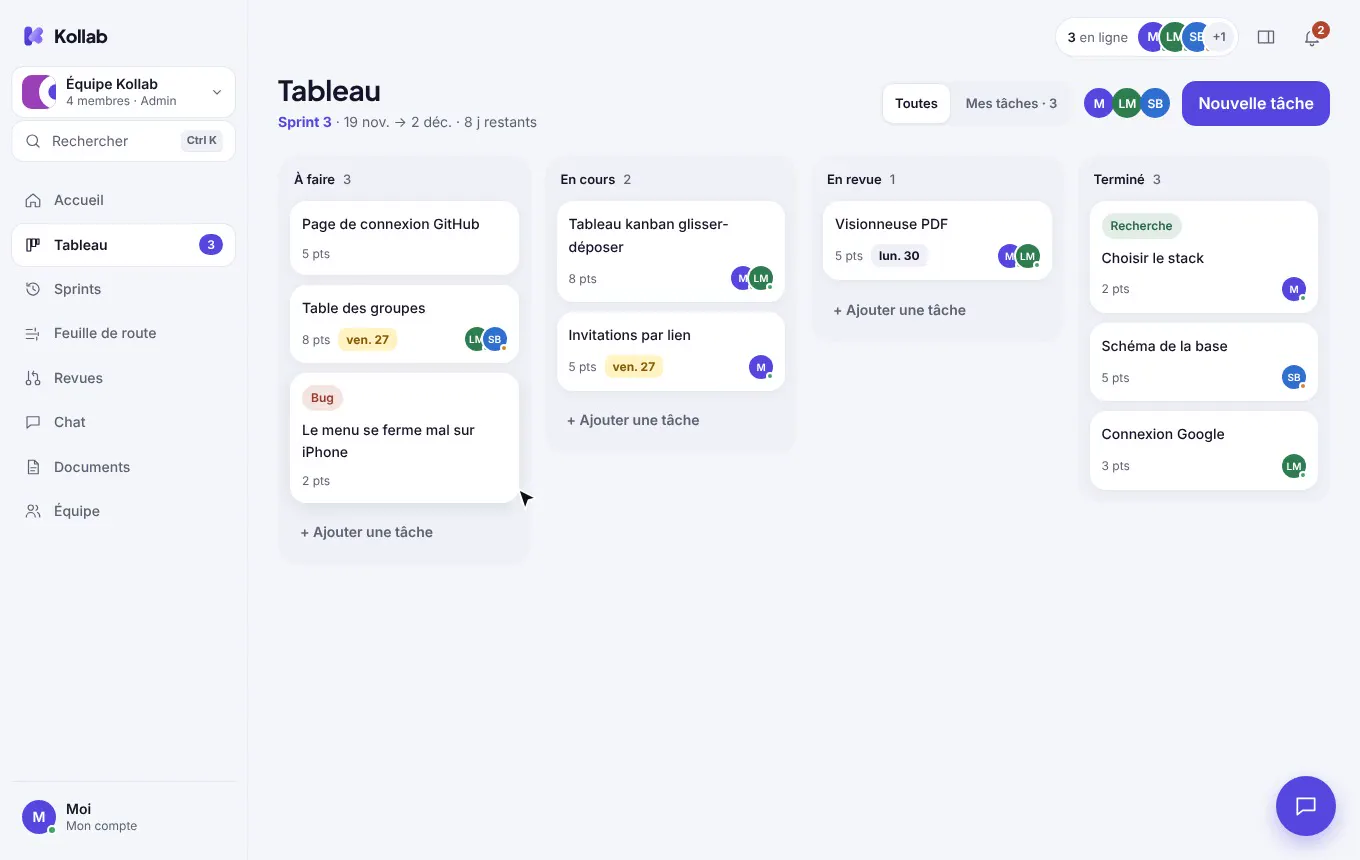 Kollab
Équipe Kollab
4 membres · Admin
Rechercher Ctrl K
Accueil
Tableau 3
Sprints
Feuille de route
Revues
Chat
Documents
Équipe
M Moi
Mon compte
3 en ligne M LM SB +1 2
Tableau
Sprint 3 · 19 nov. → 2 déc. · 8 j restants
Toutes Mes tâches · 3 M LM SB Nouvelle tâche
À faire 3
Page de connexion GitHub
5 pts
Table des groupes
8 pts ven. 27 LM SB
Bug
Le menu se ferme mal sur
iPhone
2 pts
+ Ajouter une tâche
En cours 2
Tableau kanban glisser-
déposer
8 pts M LM
Invitations par lien
5 pts ven. 27 M
+ Ajouter une tâche
En revue 1
Visionneuse PDF
5 pts lun. 30 M LM
+ Ajouter une tâche
Terminé 3
Recherche
Choisir le stack
2 pts M
Schéma de la base
5 pts SB
Connexion Google
3 pts LM